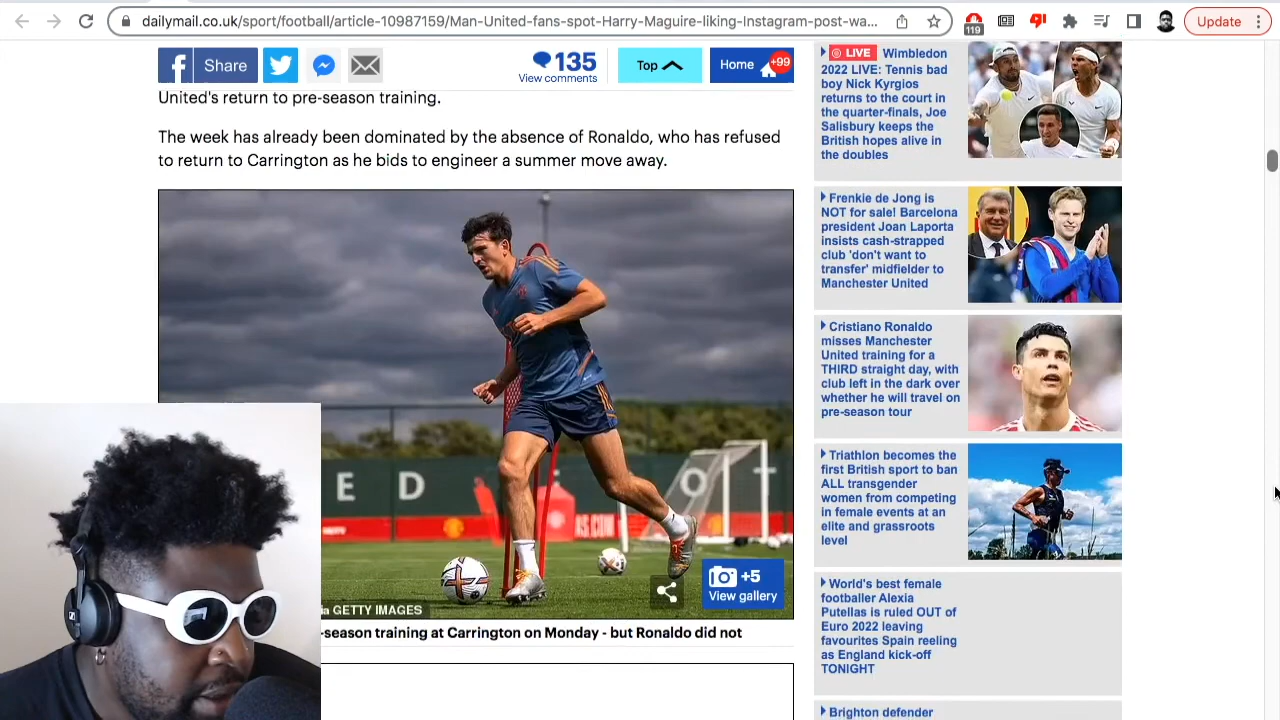 dailymail.co.uk/sport/football/article-10987159/Man-United-fans-spot-Harry-Maguire-liking-Instagram-post-wa...
119
Update
Share
135
View comments
Top
Home
+99
United's return to pre-season training.
The week has already been dominated by the absence of Ronaldo, who has refused
to return to Carrington as he bids to engineer a summer move away.
E D
O
AS.COM
+5
View gallery
ia GETTY IMAGES
-season training at Carrington on Monday - but Ronaldo did not
LIVE Wimbledon
2022 LIVE: Tennis bad
boy Nick Kyrgios
returns to the court in
the quarter-finals, Joe
Salisbury keeps the
British hopes alive in
the doubles
Frenkie de Jong is
NOT for sale! Barcelona
president Joan Laporta
insists cash-strapped
club 'don't want to
transfer' midfielder to
Manchester United
Cristiano Ronaldo
misses Manchester
United training for a
THIRD straight day, with
club left in the dark over
whether he will travel on
pre-season tour
Triathlon becomes the
first British sport to ban
ALL transgender
women from competing
in female events at an
elite and grassroots
level
World's best female
footballer Alexia
Putellas is ruled OUT of
Euro 2022 leaving
favourites Spain reeling
as England kick-off
TONIGHT
Brighton defender